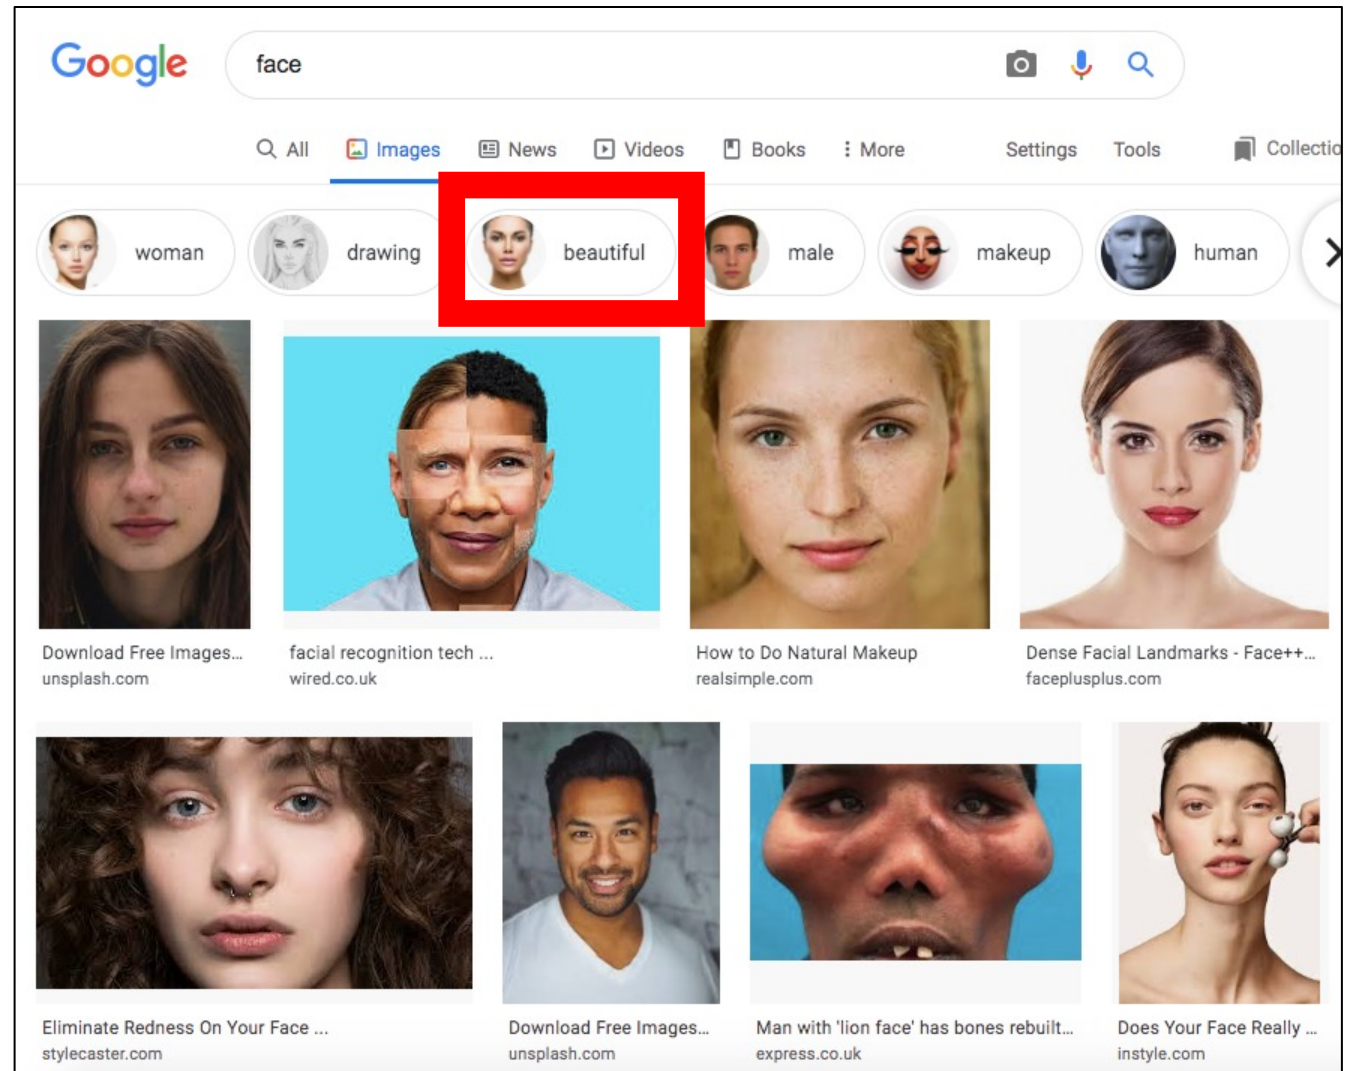 Google face
All Images News Videos Books More Settings Tools Collectio
woman drawing beautiful male makeup human
Download Free Images... facial recognition tech ... How to Do Natural Makeup Dense Facial Landmarks - Face++...
unsplash.com wired.co.uk realsimple.com faceplusplus.com
Eliminate Redness On Your Face ... Download Free Images... Man with 'lion face' has bones rebuilt... Does Your Face Really ...
stylecaster.com unsplash.com express.co.uk instyle.com